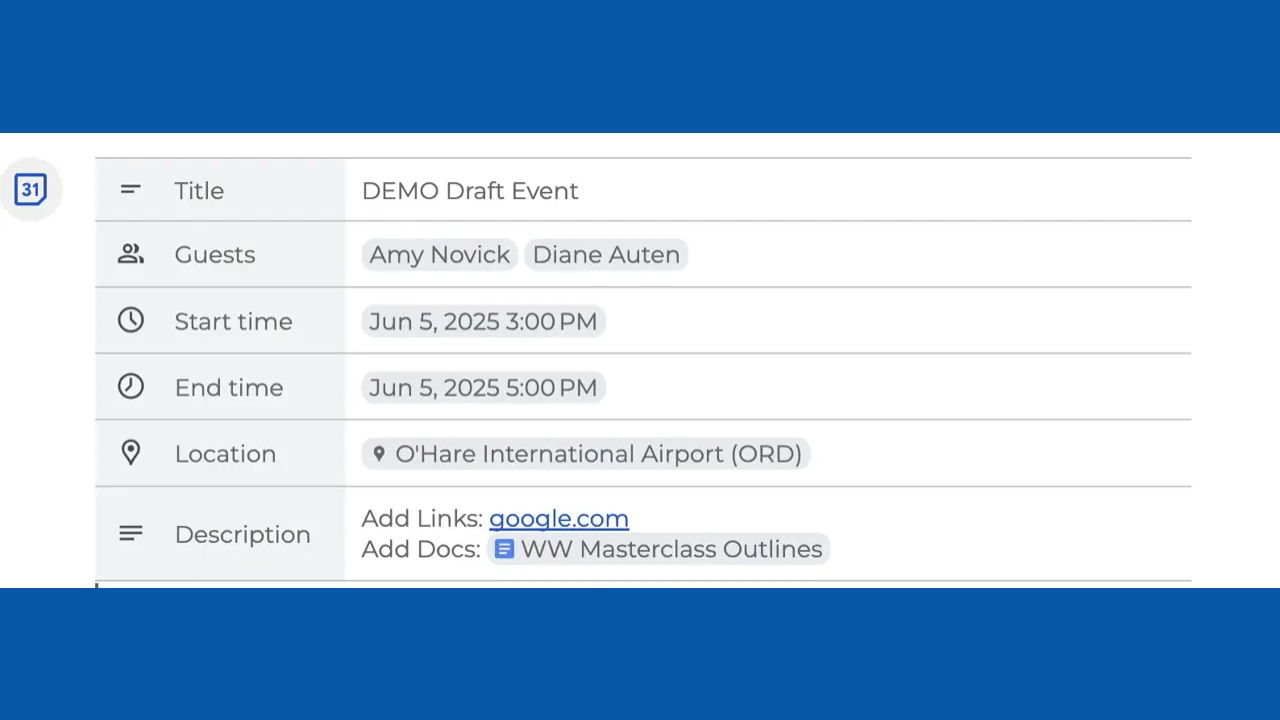 31
Title DEMO Draft Event
Guests Amy Novick Diane Auten
Start time Jun 5, 2025 3:00 PM
End time Jun 5, 2025 5:00 PM
Location O'Hare International Airport (ORD)
Description Add Links: google.com
Add Docs: WW Masterclass Outlines